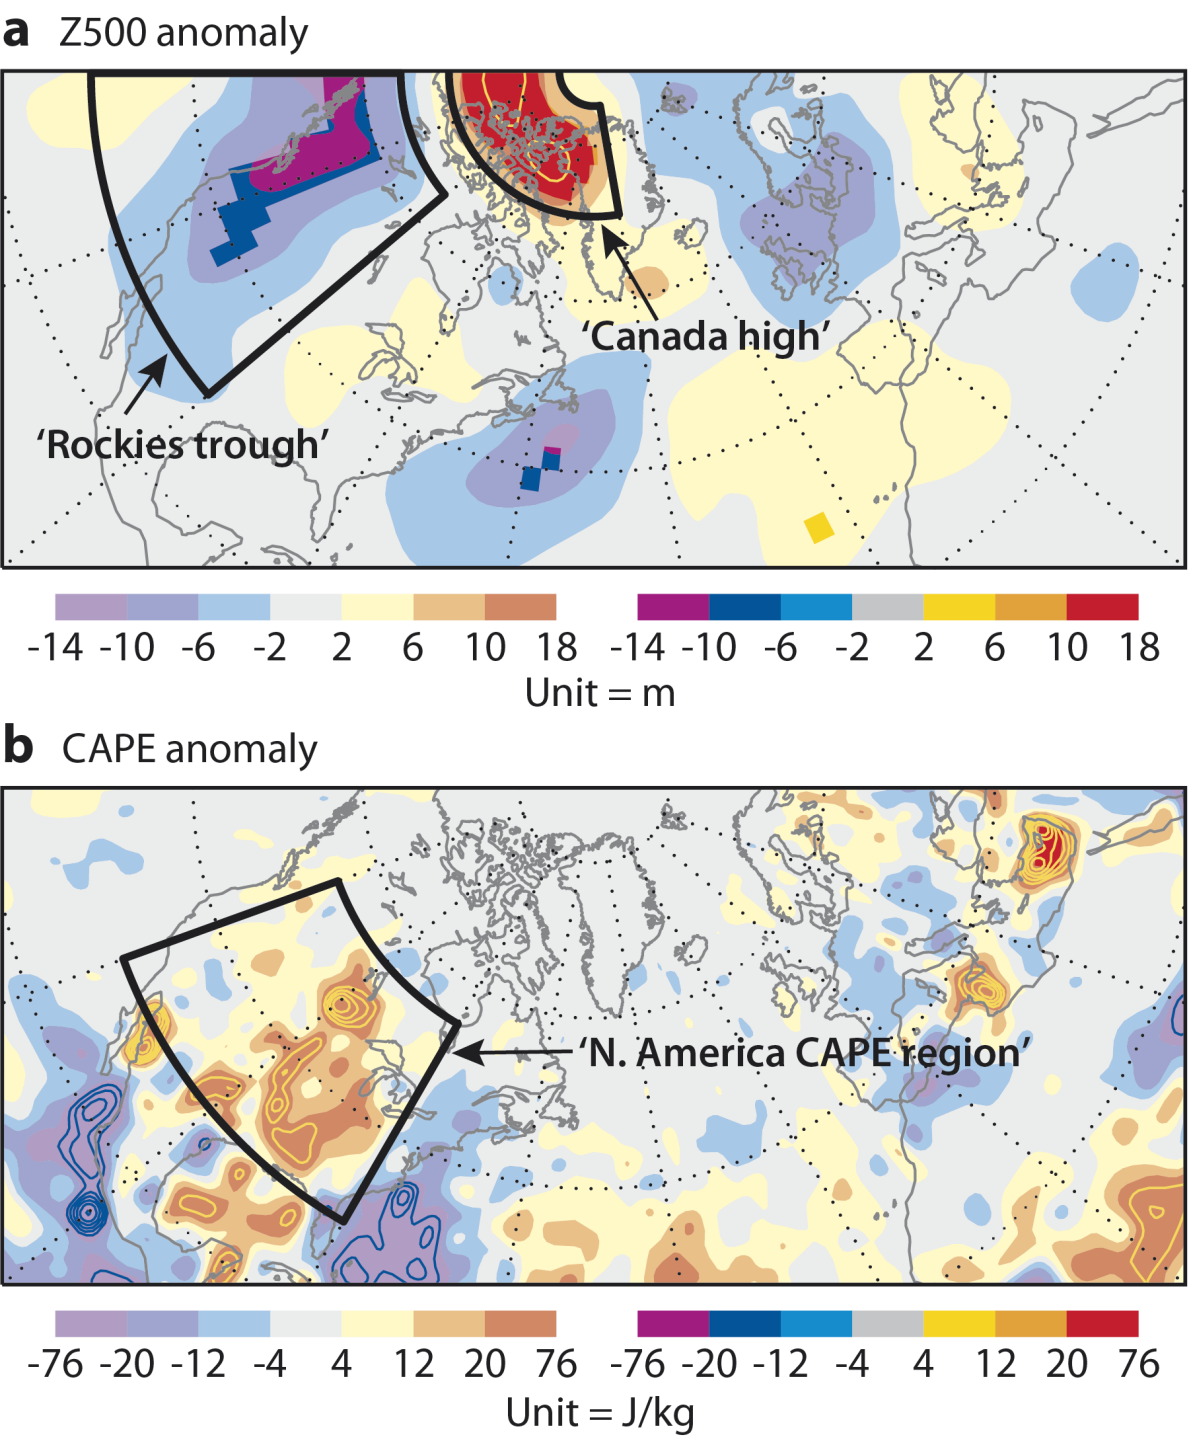 a Z500 anomaly
'Canada high'
'Rockies trough'
-14 -10 -6 -2 2 6 10 18 -14 -10 -6 -2 2 6 10 18
Unit = m
b CAPE anomaly
'N. America CAPE region'
-76 -20 -12 -4 4 12 20 76 -76 -20 -12 -4 4 12 20 76
Unit = J/kg